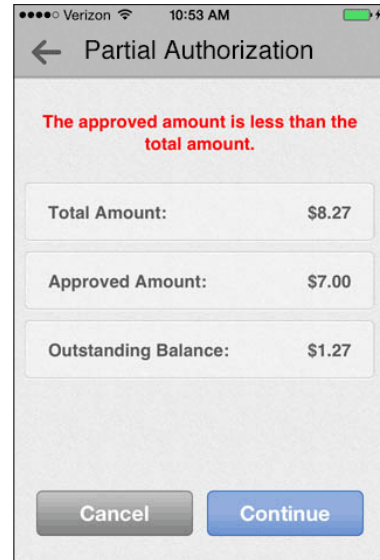 Verizon 10:53 AM
Partial Authorization
The approved amount is less than the
total amount.
Total Amount: $8.27
Approved Amount: $7.00
Outstanding Balance: $1.27
Cancel Continue